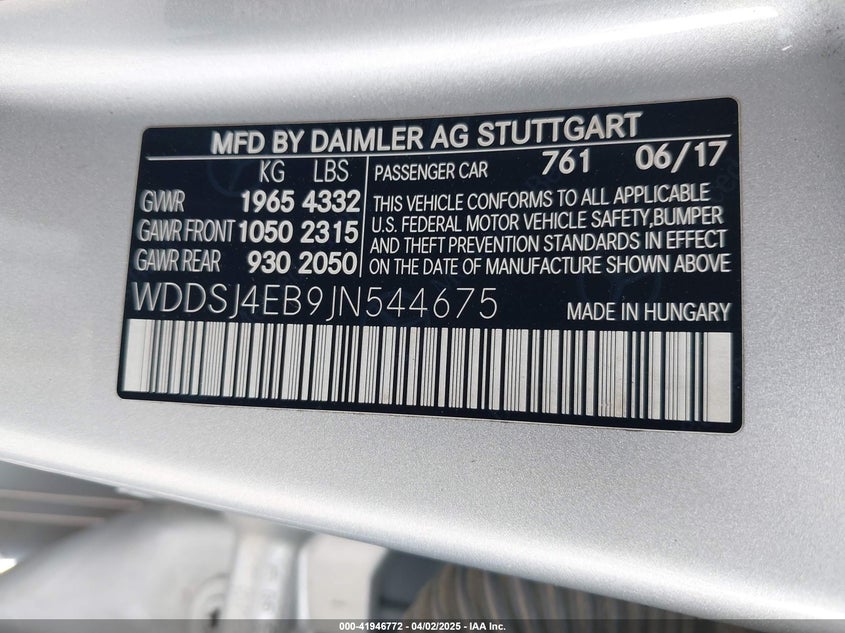 MFD BY DAIMLER AG STUTTGART
KG LBS
GVWR 1965 4332
GAWR FRONT 1050 2315
GAWR REAR 930 2050
PASSENGER CAR 761 06/17
THIS VEHICLE CONFORMS TO ALL APPLICABLE
U.S. FEDERAL MOTOR VEHICLE SAFETY,BUMPER
AND THEFT PREVENTION STANDARDS IN EFFECT
ON THE DATE OF MANUFACTURE SHOWN ABOVE
WDDSJ4EB9JN544675
MADE IN HUNGARY
000-41946772 - 04/02/2025 - IAA Inc.